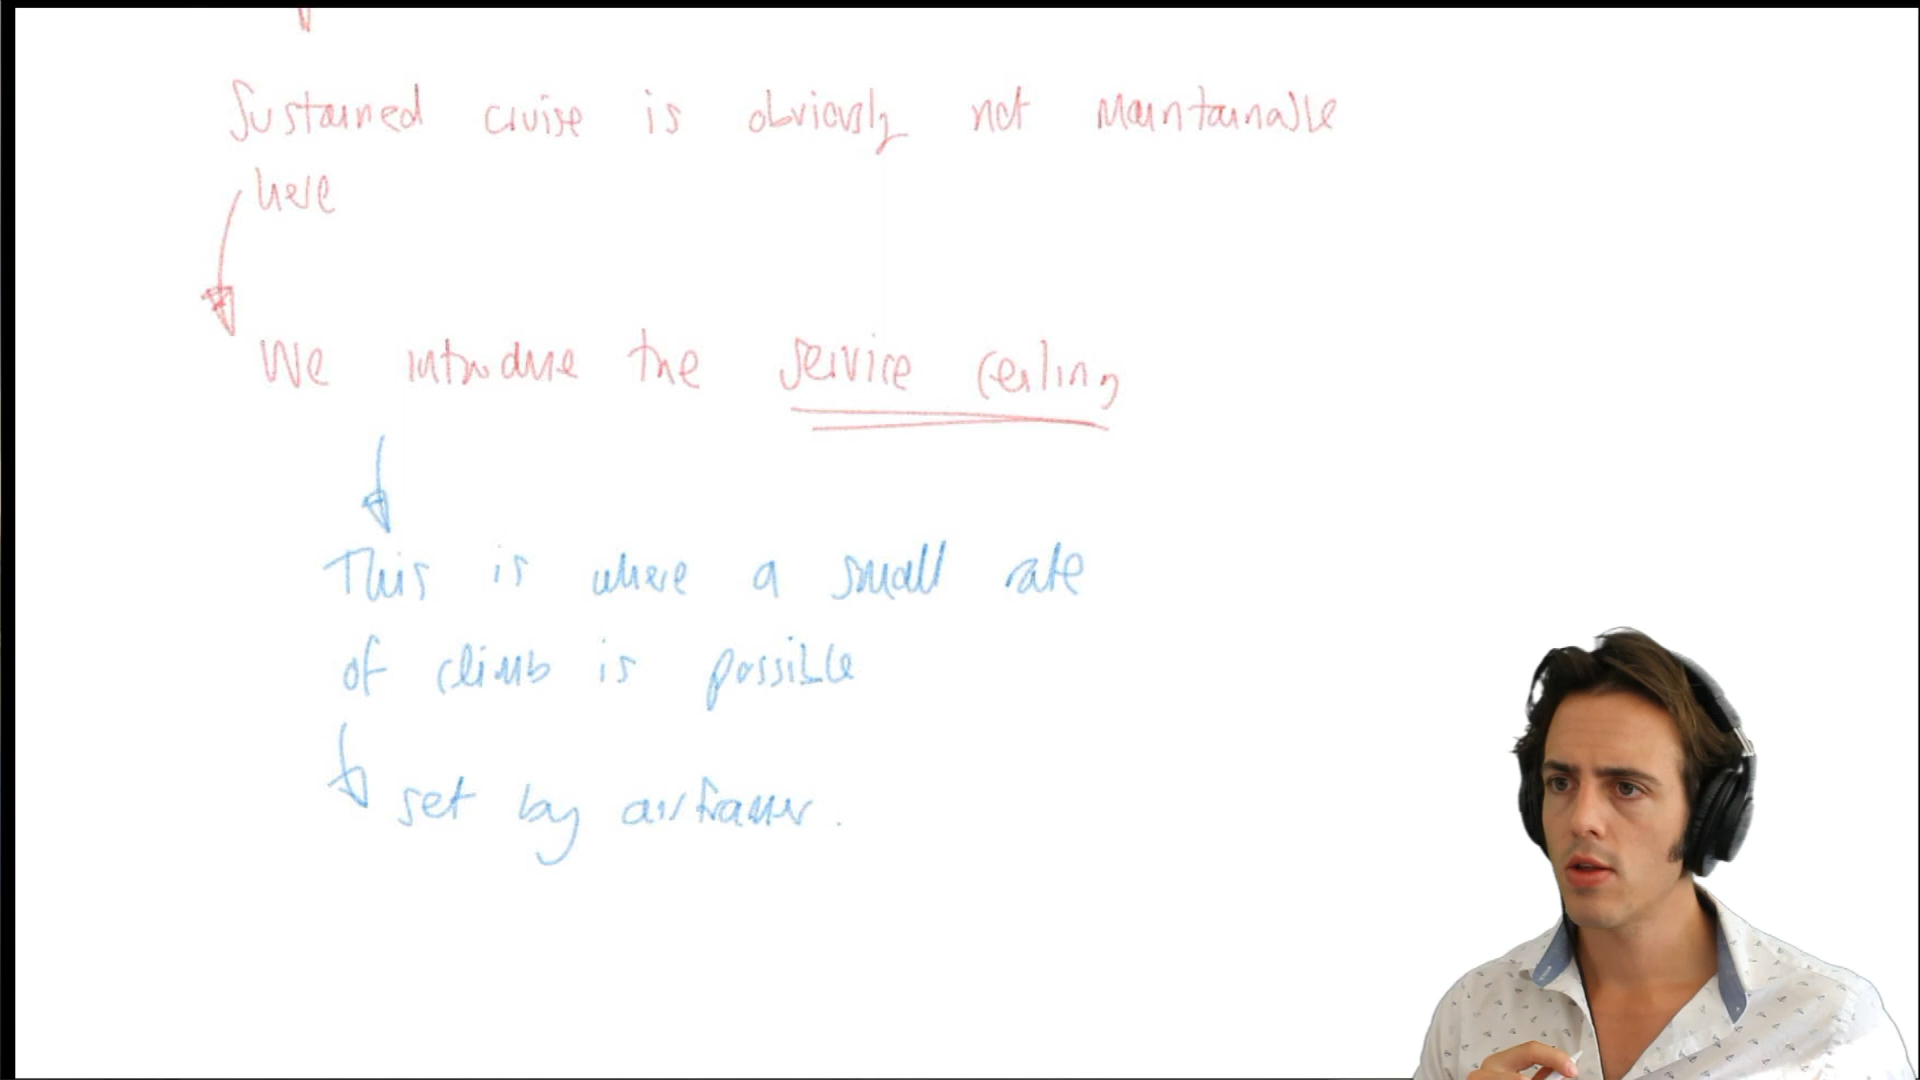 Sustained cruise is obviously not maintainable
here
We introduce the service ceiling
This is where a small rate
of climb is possible
set by airframer.